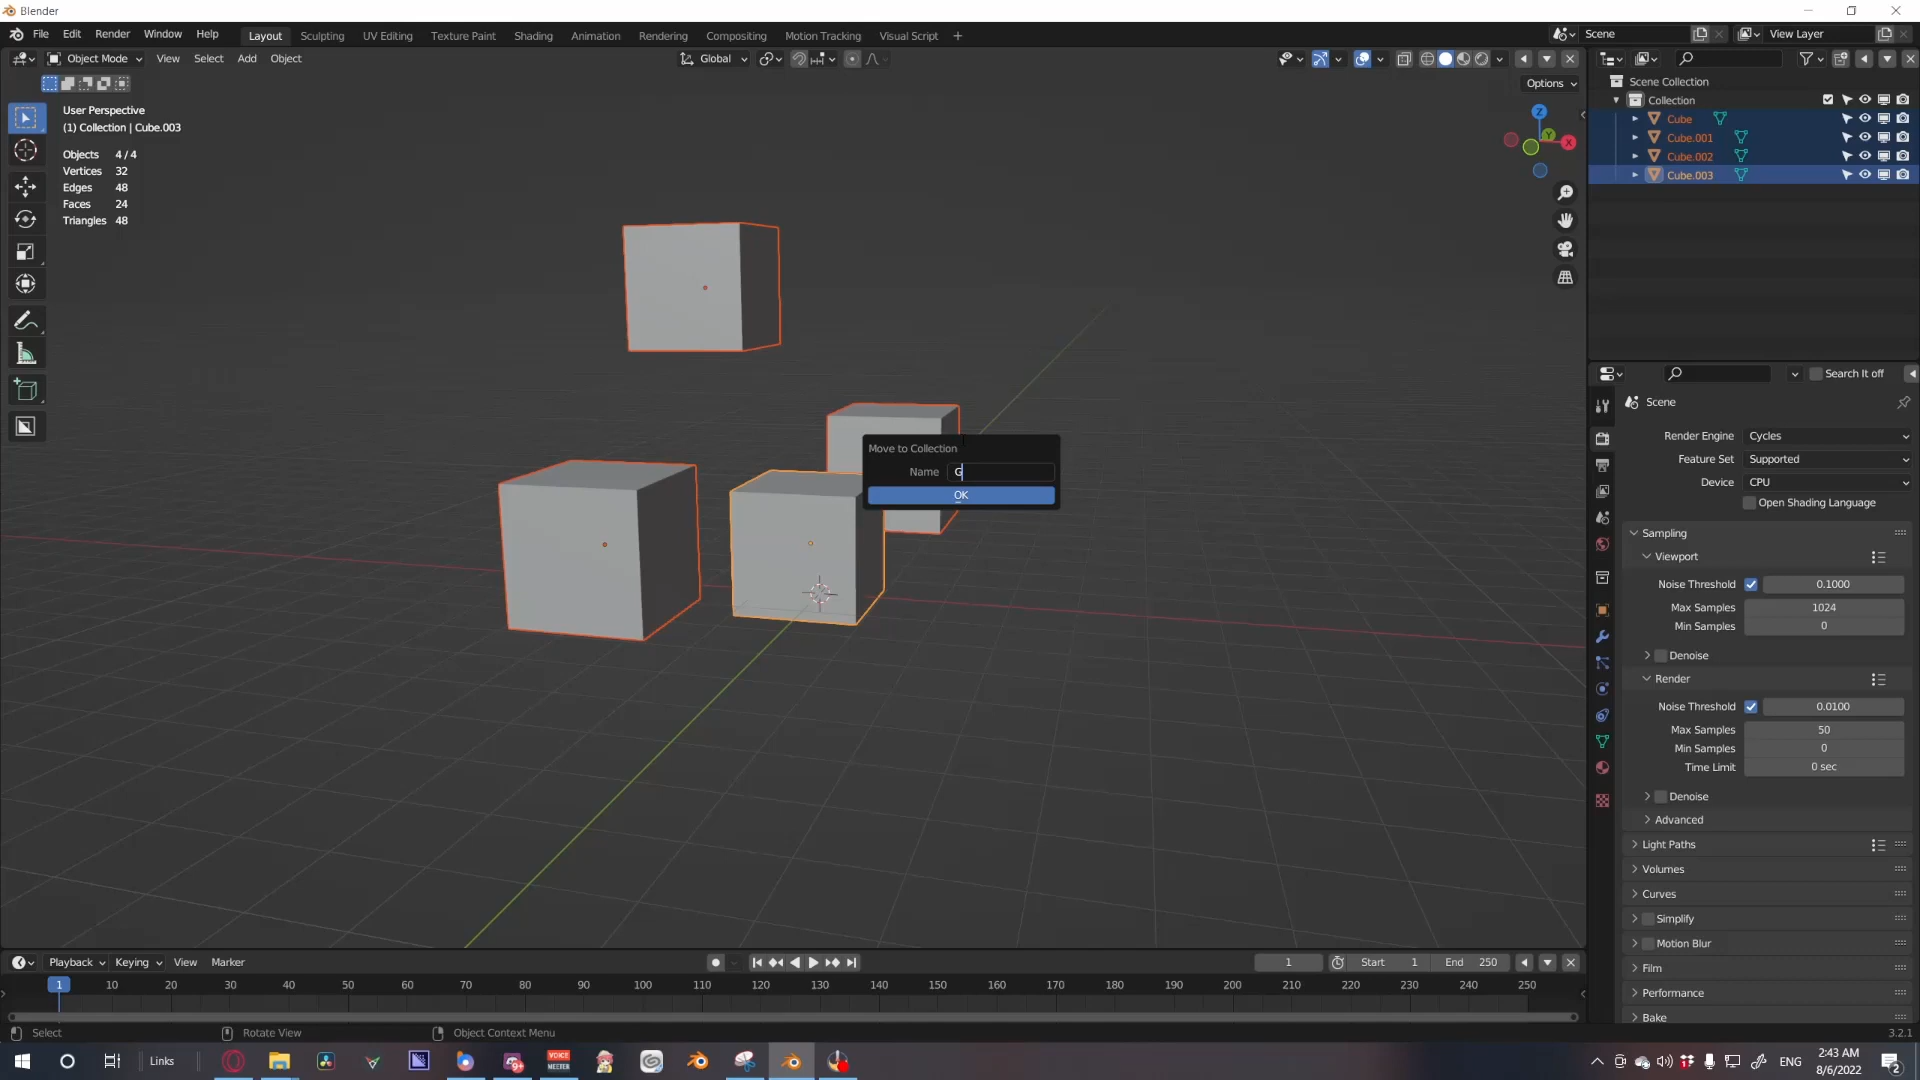 Blender
File Edit Render Window Help Layout Sculpting UV Editing Texture Paint Shading Animation Rendering Compositing Motion Tracking Visual Script + Scene View Layer
Object Mode View Select Add Object Global
Options
User Perspective
(1) Collection | Cube.003
Objects 4 / 4
Vertices 32
Edges 48
Faces 24
Triangles 48
Z
Y
X
Move to Collection
Name G
OK
Scene Collection
Collection
Cube
Cube.001
Cube.002
Cube.003
Search It off
Scene
Render Engine Cycles
Feature Set Supported
Device CPU
Open Shading Language
Sampling
Viewport
Noise Threshold 0.1000
Max Samples 1024
Min Samples 0
Denoise
Render
Noise Threshold 0.0100
Max Samples 50
Min Samples 0
Time Limit 0 sec
Denoise
Advanced
Light Paths
Volumes
Curves
Simplify
Motion Blur
Film
Performance
Bake
Playback Keying View Marker 1 Start 1 End 250
1 10 20 30 40 50 60 70 80 90 100 110 120 130 140 150 160 170 180 190 200 210 220 230 240 250
Select Rotate View Object Context Menu 3.2.1
Links VOICE MEETER ENG 2:43 AM
8/6/2022 2